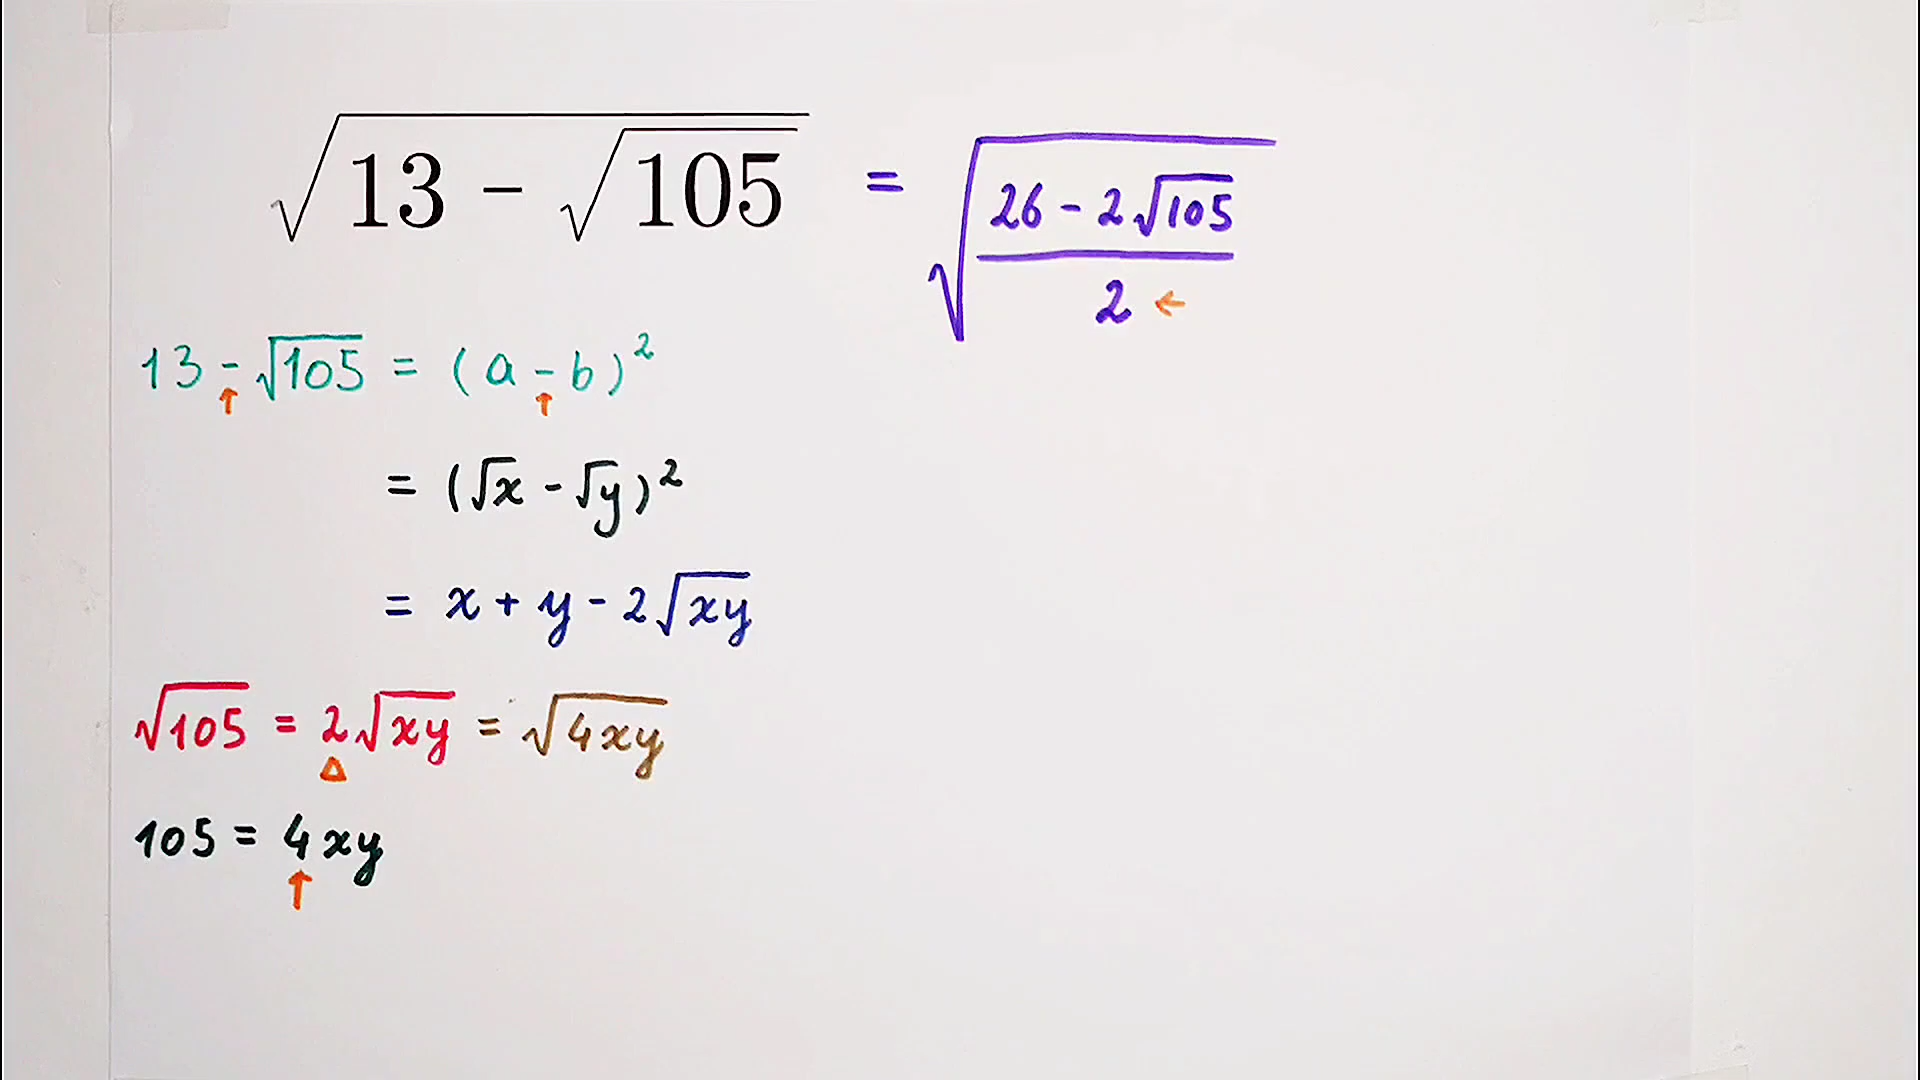 √(13 − √105) = √((26 - 2√105)/2) ←
13 - √105 = (a - b)²
↑ ↑
= (√x - √y)²
= x + y - 2√xy
√105 = 2√xy = √4xy
△
105 = 4xy
↑